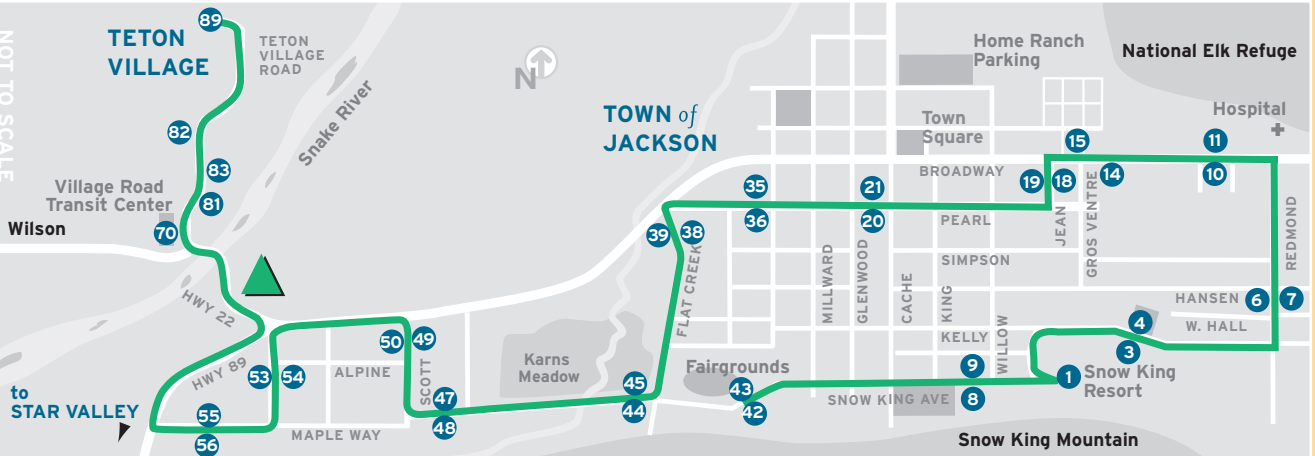 NOT TO SCALE
89
TETON
VILLAGE
TETON
VILLAGE
ROAD
82
83
81
Village Road
Transit Center
70
Wilson
Snake River
N
HWY 22
HWY 89
to
STAR VALLEY
53
54
55
56
ALPINE
MAPLE WAY
50
49
SCOTT
47
48
Karns
Meadow
45
44
TOWN of
JACKSON
39
38
FLAT CREEK
35
36
21
20
Fairgrounds
43
42
MILLWARD
GLENWOOD
CACHE
KING
WILLOW
Home Ranch
Parking
Town
Square
BROADWAY
PEARL
SIMPSON
KELLY
SNOW KING AVE
9
8
1
Snow King
Resort
4
3
19
18
15
14
JEAN
GROS VENTRE
11
10
National Elk Refuge
Hospital
REDMOND
HANSEN
6
7
W. HALL
Snow King Mountain